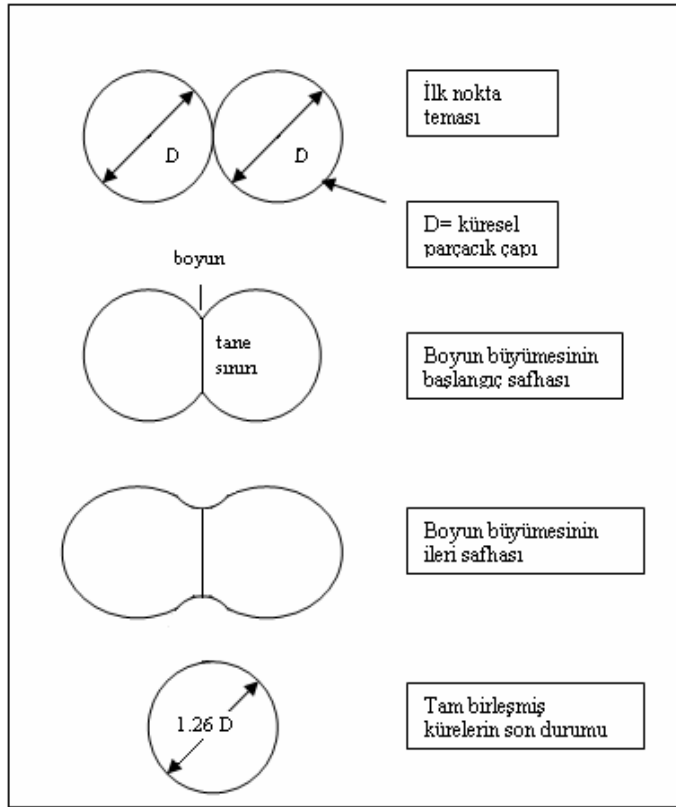 İlk nokta
teması
D
D
D= küresel
parçacık çapı
boyun
tane
sınırı
Boyun büyümesinin
başlangıç safhası
Boyun büyümesinin
ileri safhası
1.26 D
Tam birleşmiş
kürelerin son durumu